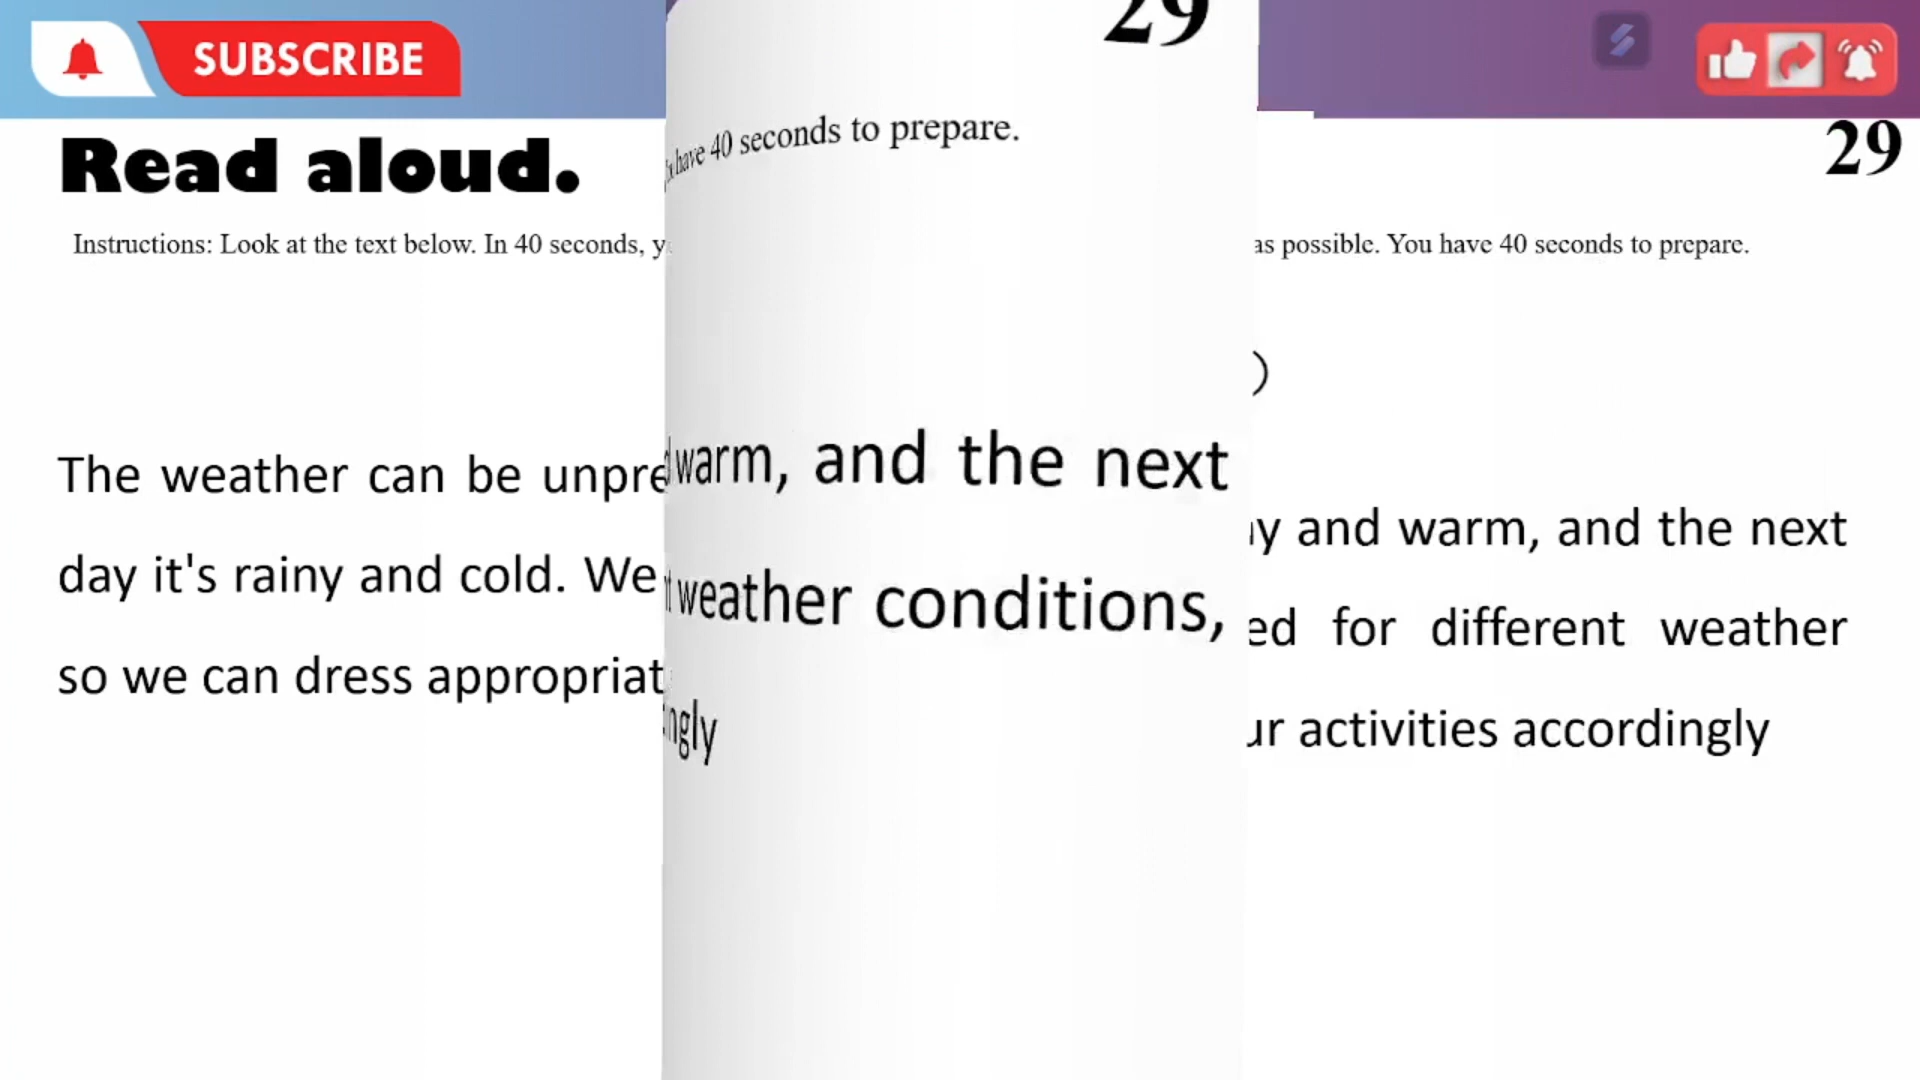 SUBSCRIBE
Read aloud.
29
Instructions: Look at the text below. In 40 seconds,
The weather can be
day it's rainy and cold. We
so we can dress
29
have 40 seconds to prepare.
warm, and the next
weather conditions,
29
as possible. You have 40 seconds to prepare.
)
and warm, and the next
for different weather
activities accordingly